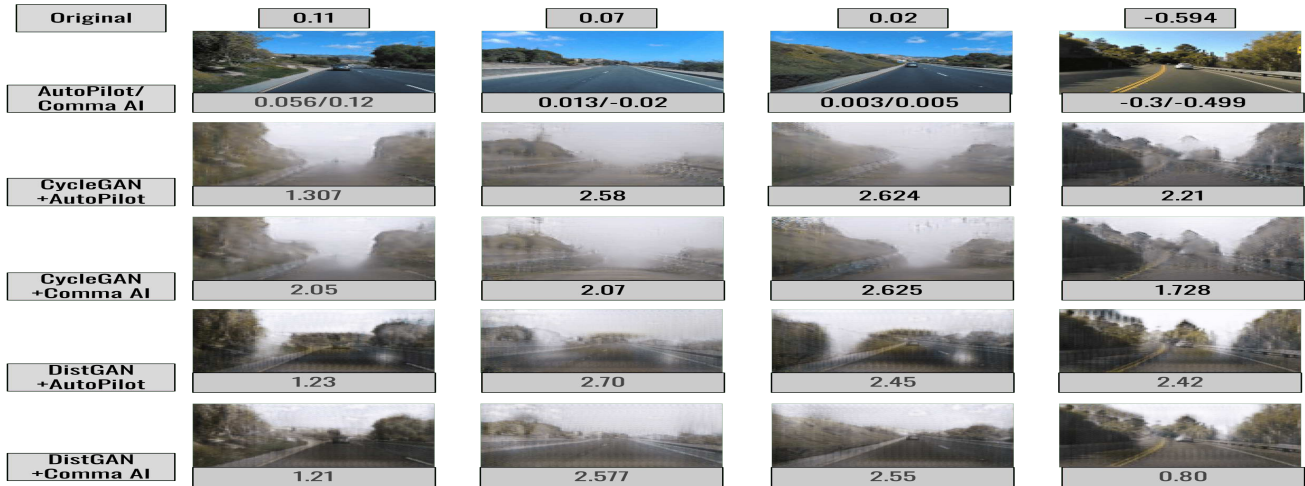 Original
0.11
0.07
0.02
-0.594
AutoPilot/
Comma AI
0.056/0.12
0.013/-0.02
0.003/0.005
-0.3/-0.499
CycleGAN
+AutoPilot
1.307
2.58
2.624
2.21
CycleGAN
+Comma AI
2.05
2.07
2.625
1.728
DistGAN
+AutoPilot
1.23
2.70
2.45
2.42
DistGAN
+Comma AI
1.21
2.577
2.55
0.80